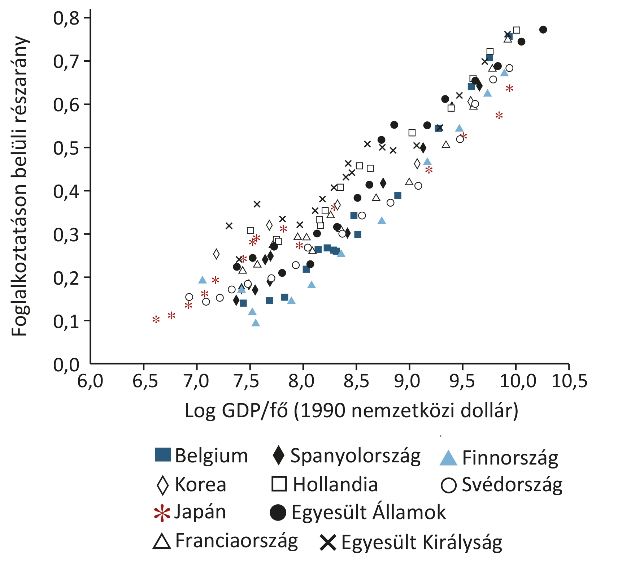 Foglalkoztatáson belüli részarány
0,8
0,7
0,6
0,5
0,4
0,3
0,2
0,1
0,0
6,0 6,5 7,0 7,5 8,0 8,5 9,0 9,5 10,0 10,5
Log GDP/fő (1990 nemzetközi dollár)
Belgium Spanyolország Finnország
Korea Hollandia Svédország
Japán Egyesült Államok
Franciaország Egyesült Királyság